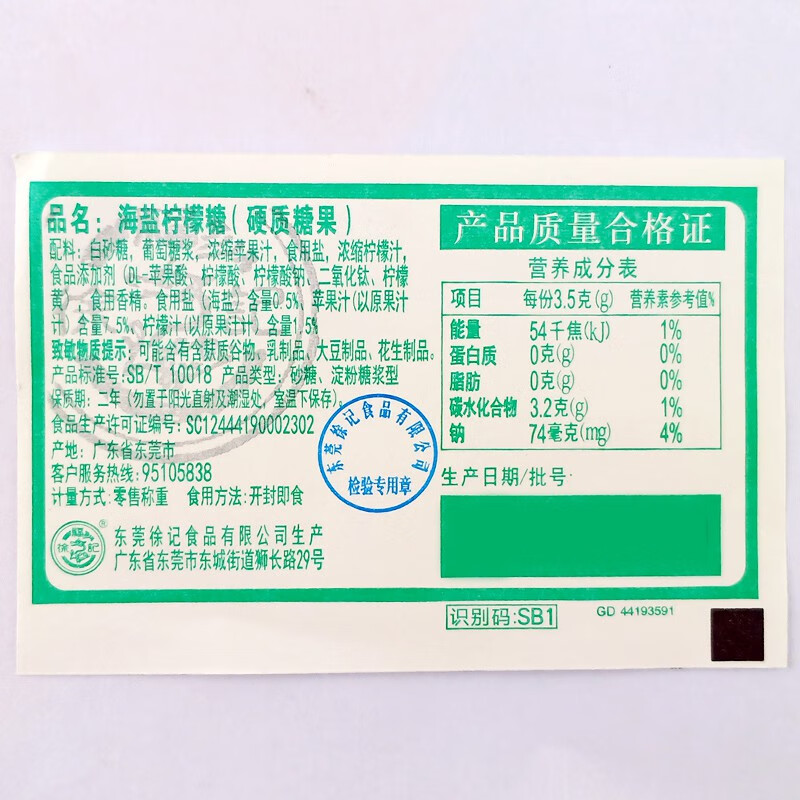 品名：海盐柠檬糖（硬质糖果）
配料：白砂糖，葡萄糖浆，浓缩苹果汁，食用盐，浓缩柠檬汁，
食品添加剂（DL-苹果酸、柠檬酸、柠檬酸钠、二氧化钛、柠檬
黄），食用香精；食用盐（海盐）含量0.5%，苹果汁（以原果汁
计）含量7.5%，柠檬汁（以原果汁计）含量1.5%
致敏物质提示：可能含有含麸质谷物、乳制品、大豆制品、花生制品。
产品标准号：SB/T 10018 产品类型：砂糖、淀粉糖浆型
保质期：二年（勿置于阳光直射及潮湿处，室温下保存）。
食品生产许可证编号：SC12444190002302
产地：广东省东莞市
客户服务热线：95105838
计量方式：零售称重 食用方法：开封即食
徐记
®
东莞徐记食品有限公司生产
广东省东莞市东城街道狮长路29号
东莞徐记食品有限公司
检验专用章
产品质量合格证
营养成分表
项目 每份3.5克(g) 营养素参考值%
能量 54千焦(kJ) 1%
蛋白质 0克(g) 0%
脂肪 0克(g) 0%
碳水化合物 3.2克(g) 1%
钠 74毫克(mg) 4%
生产日期/批号：
识别码：SB1
GD 44193591